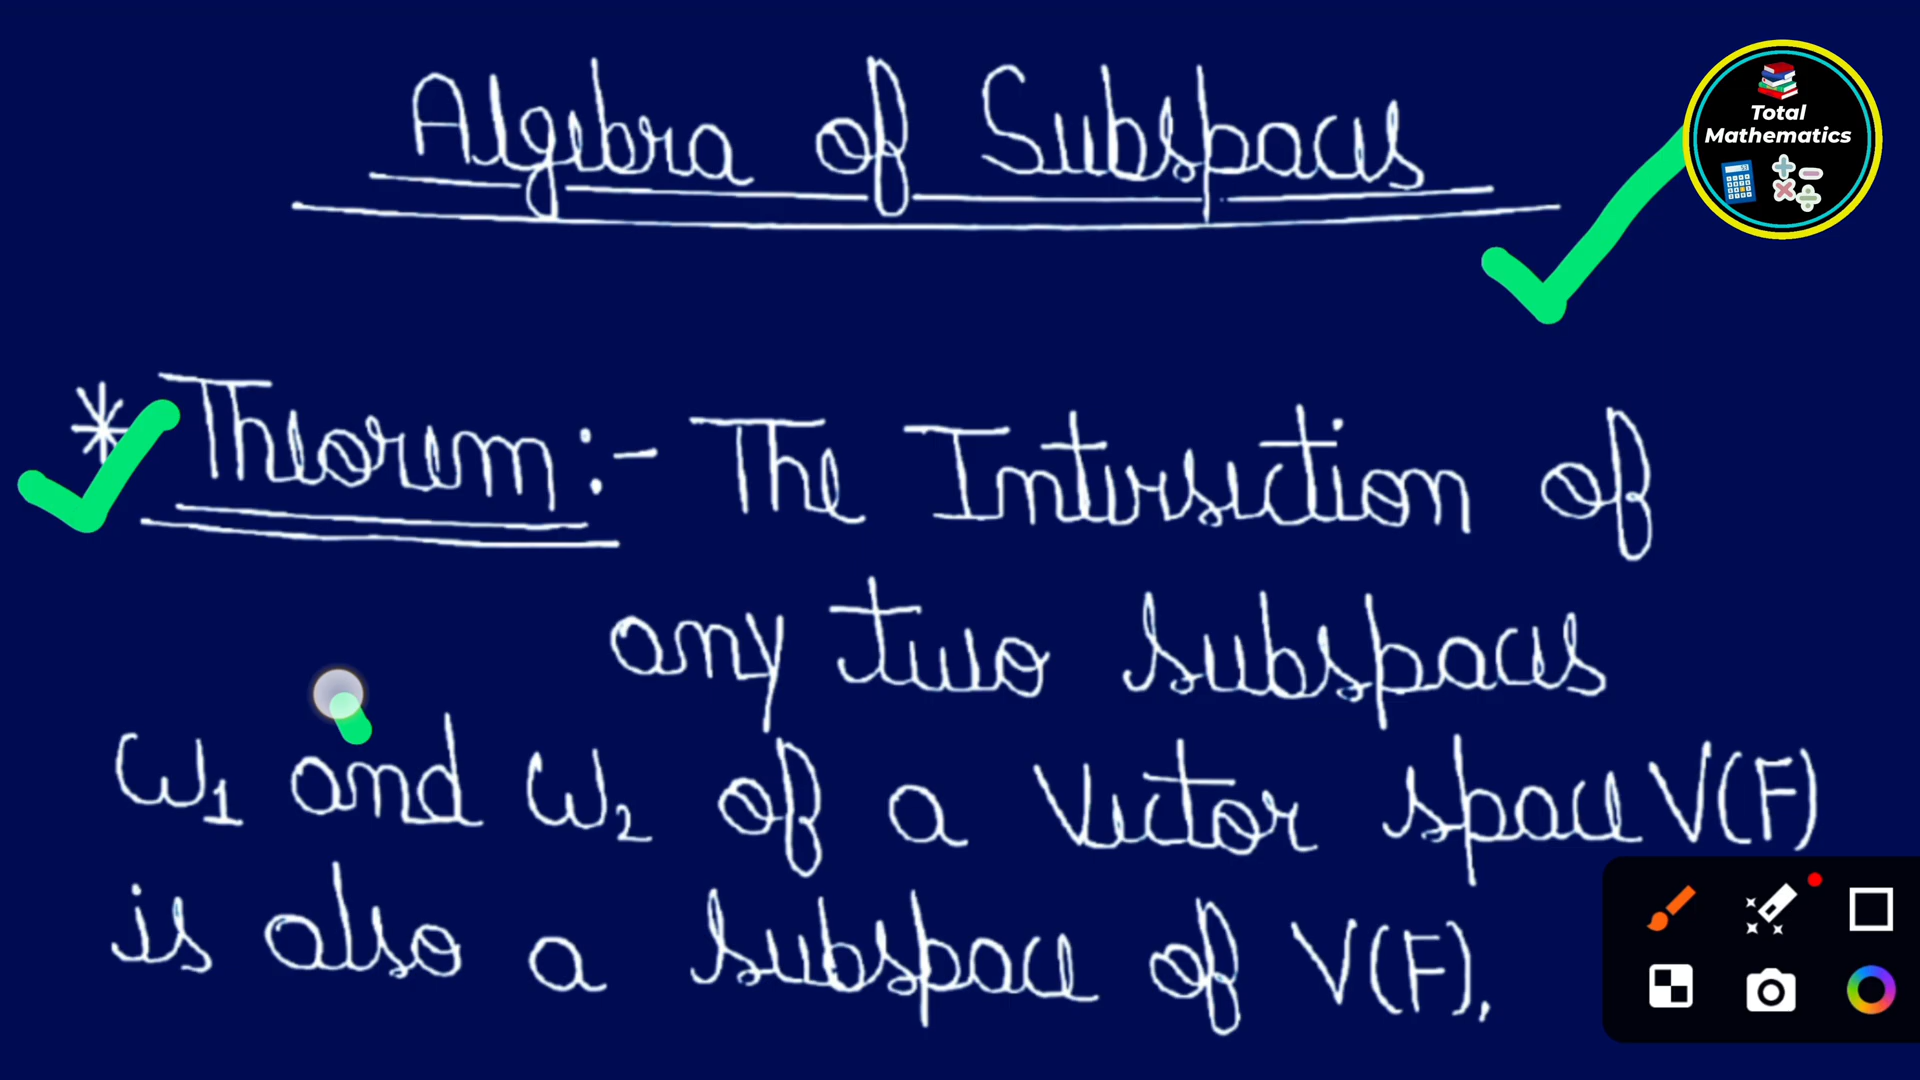 Algebra of Subspaces
Total
Mathematics
* Theorem :- The Intersection of
any two subspaces
W1 and W2 of a Vector space V(F)
is also a subspace of V(F).